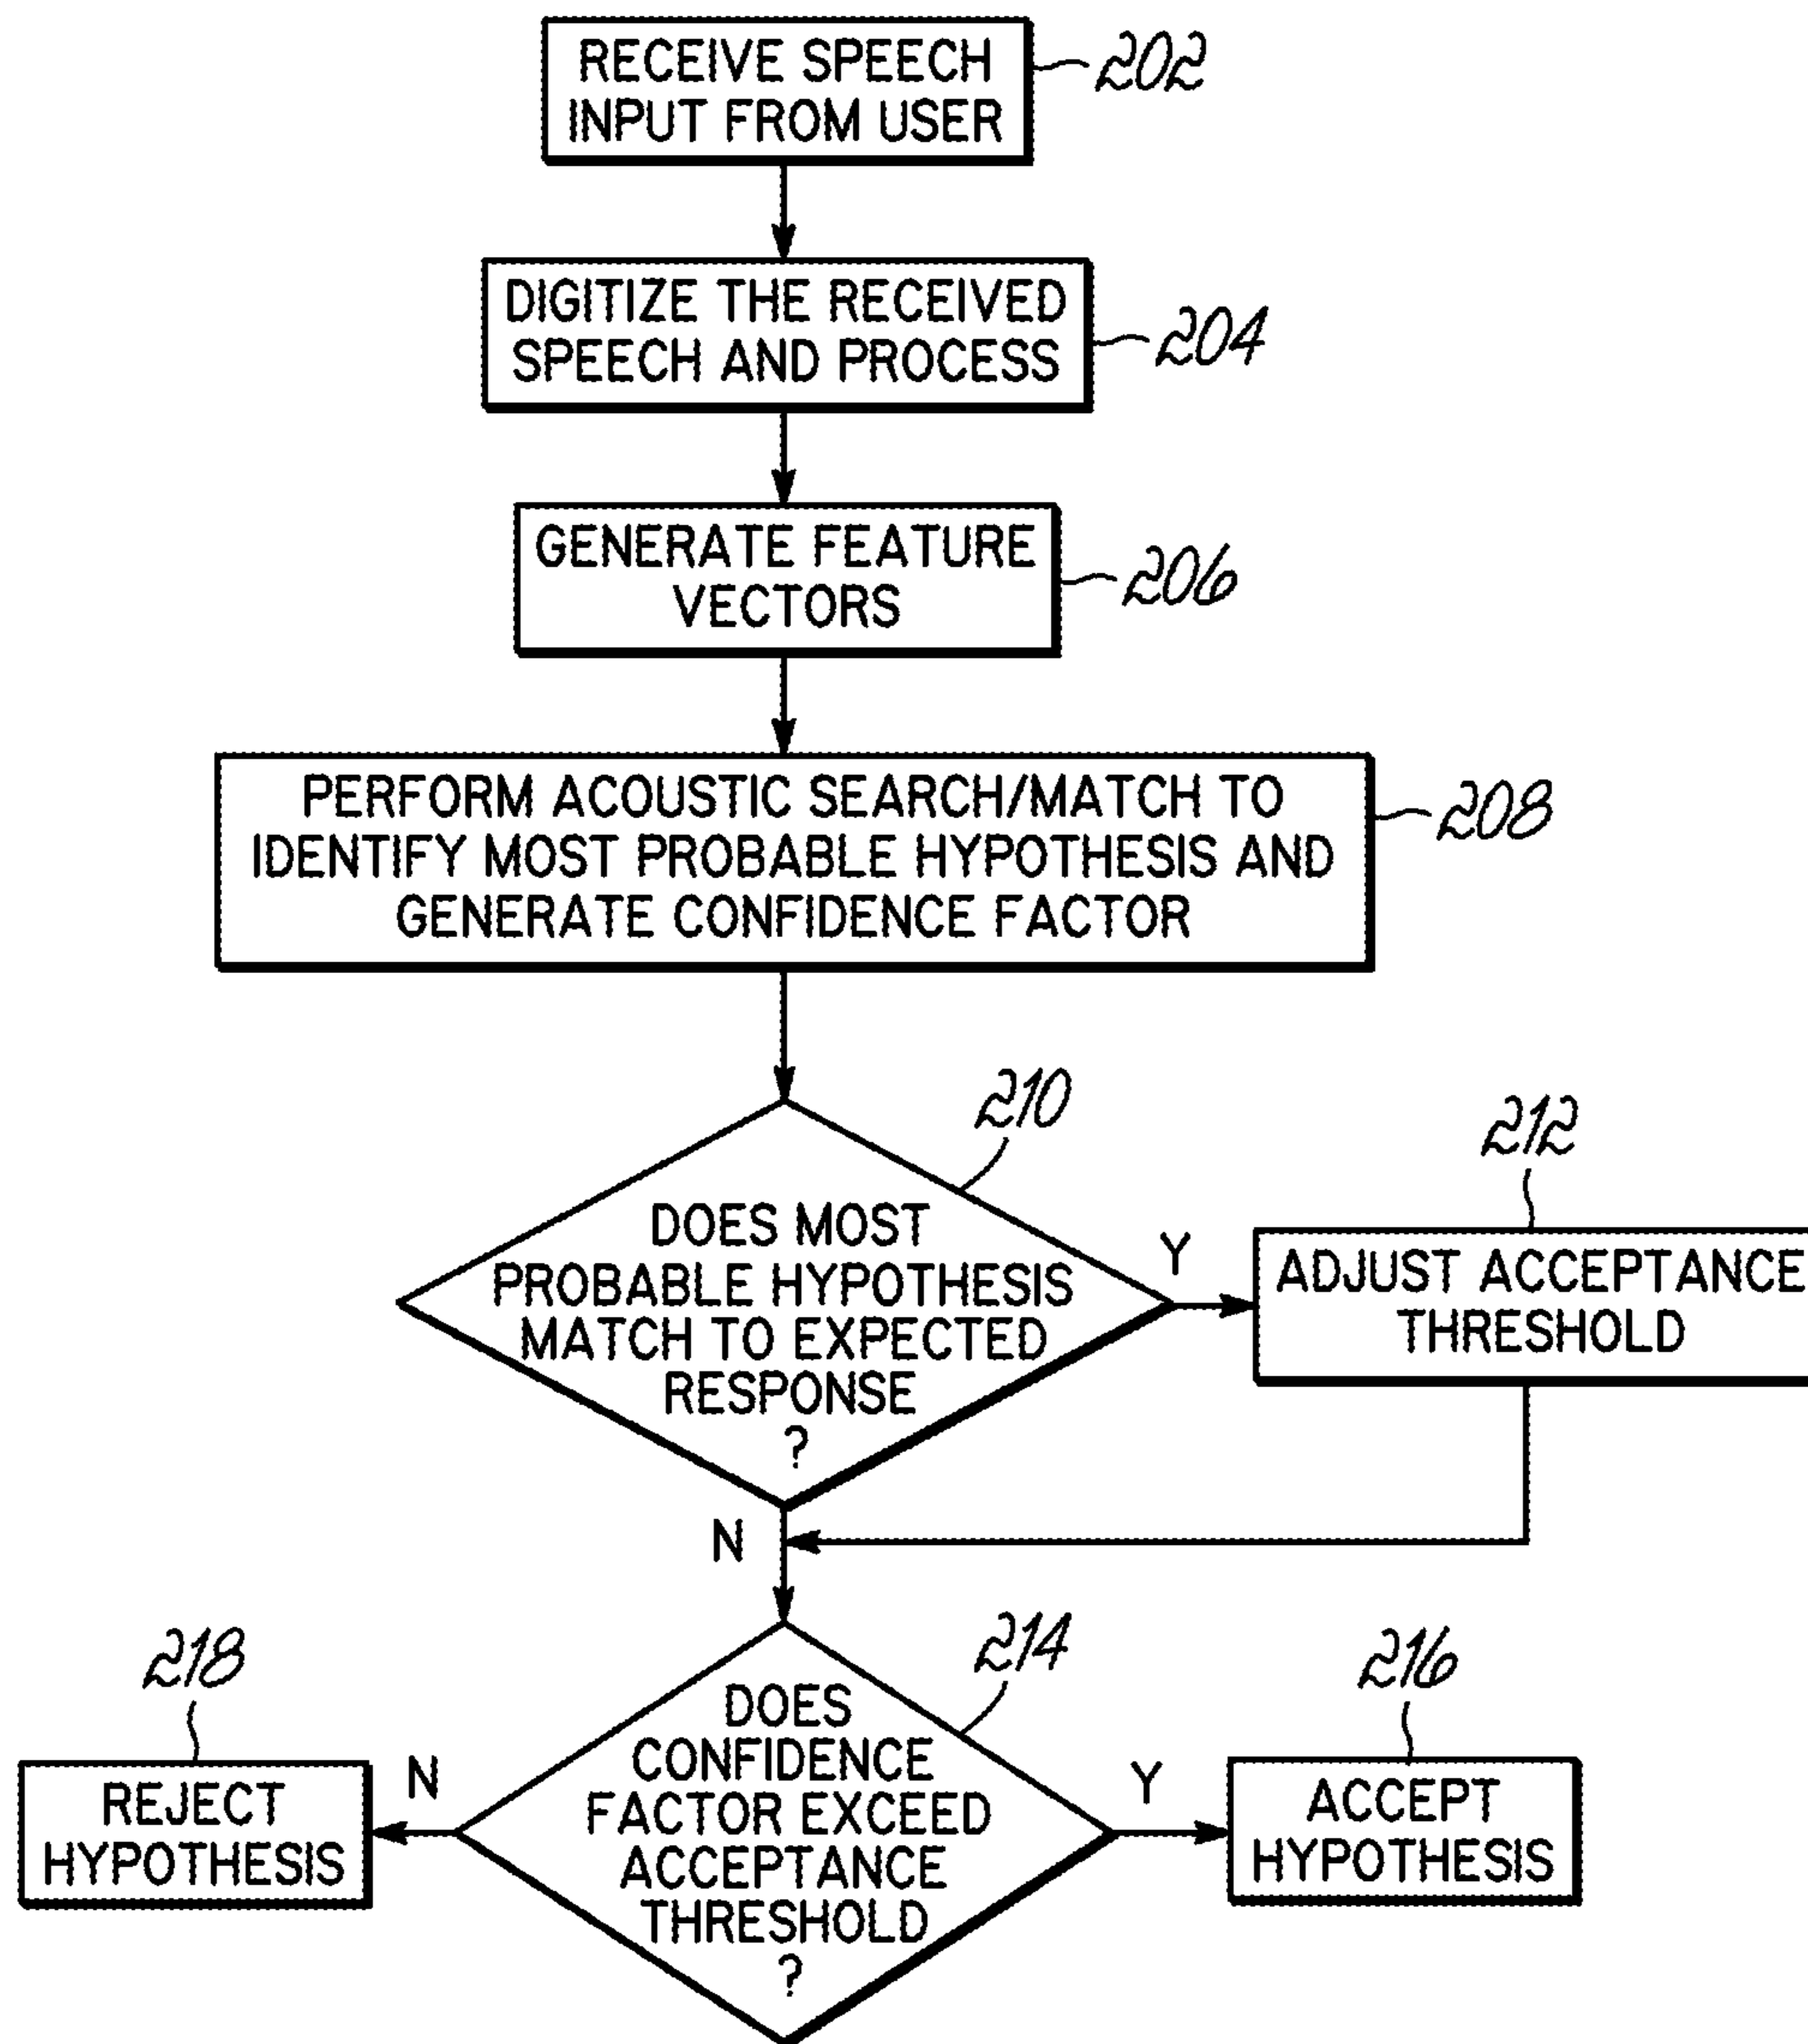 RECEIVE SPEECH
INPUT FROM USER
202
DIGITIZE THE RECEIVED
SPEECH AND PROCESS
204
GENERATE FEATURE
VECTORS
206
PERFORM ACOUSTIC SEARCH/MATCH TO
IDENTIFY MOST PROBABLE HYPOTHESIS AND
GENERATE CONFIDENCE FACTOR
208
210
DOES MOST
PROBABLE HYPOTHESIS
MATCH TO EXPECTED
RESPONSE
?
Y
212
ADJUST ACCEPTANCE
THRESHOLD
N
214
DOES
CONFIDENCE
FACTOR EXCEED
ACCEPTANCE
THRESHOLD
?
N
218
REJECT
HYPOTHESIS
Y
216
ACCEPT
HYPOTHESIS